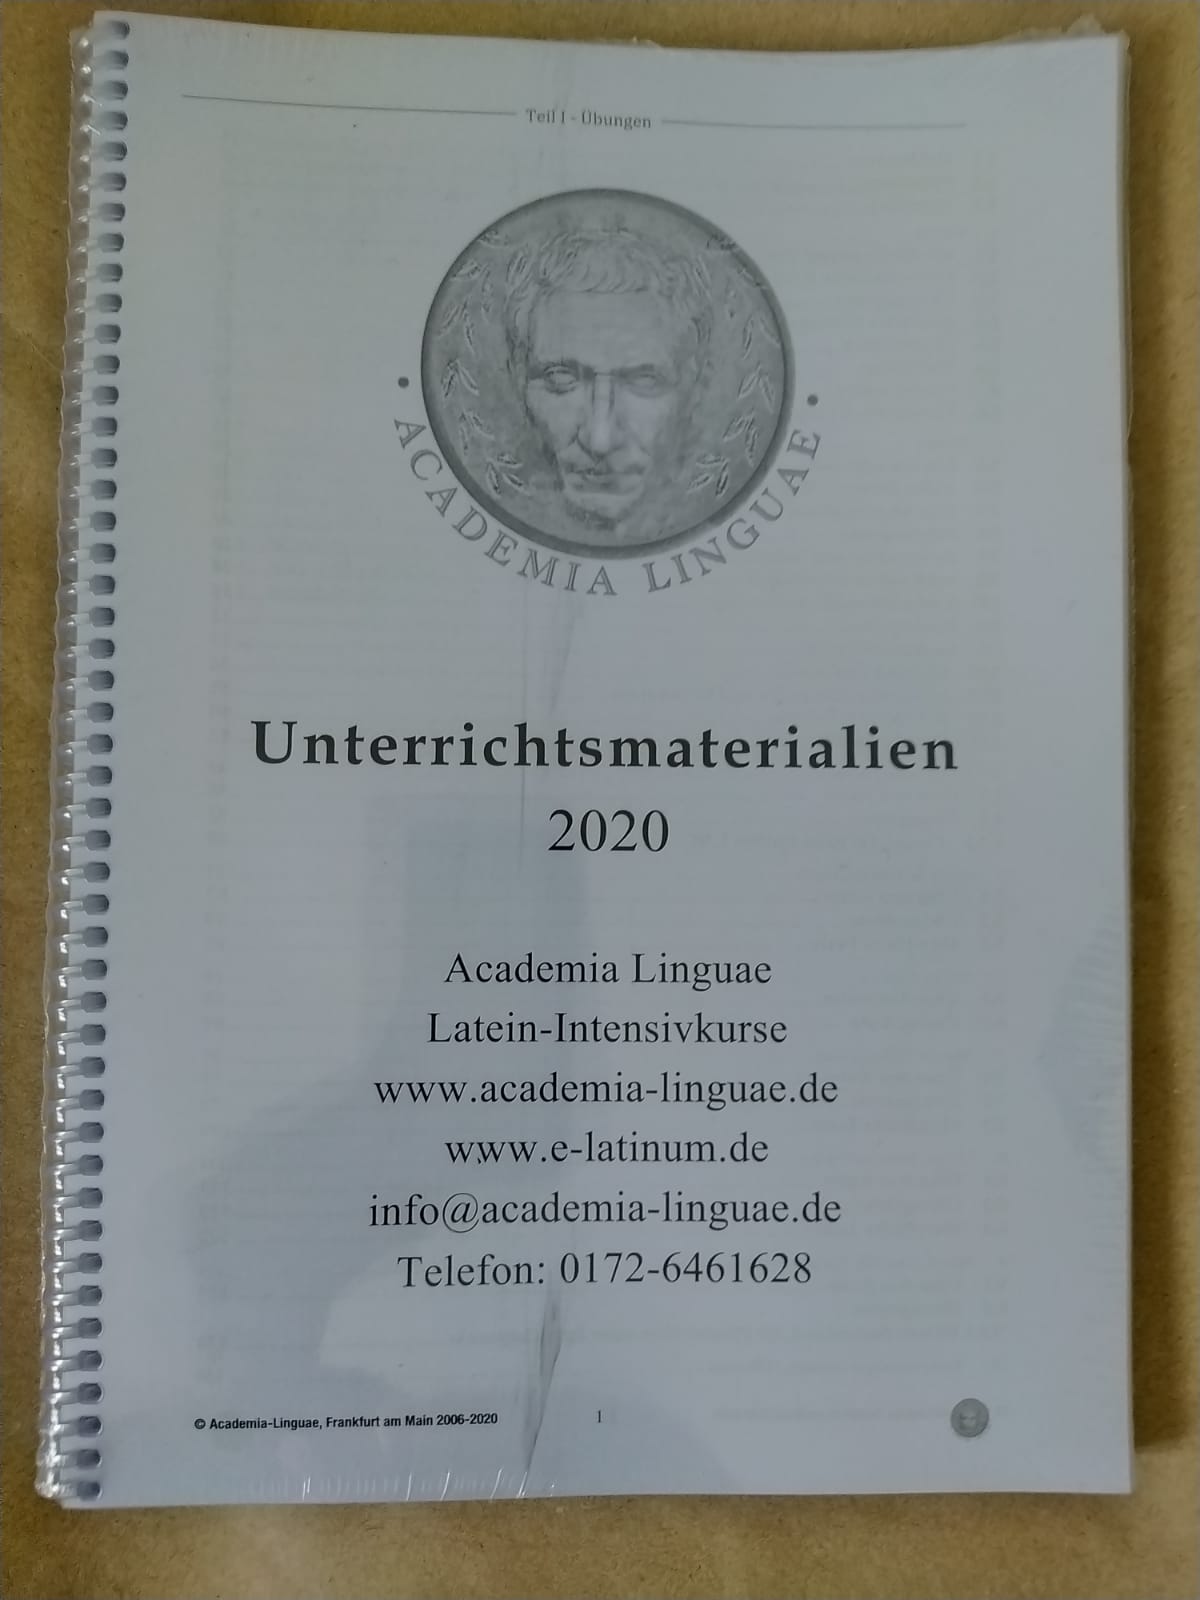 Teil I - Übungen
• ACADEMIA LINGUAE •
Unterrichtsmaterialien
2020
Academia Linguae
Latein-Intensivkurse
www.academia-linguae.de
www.e-latinum.de
info@academia-linguae.de
Telefon: 0172-6461628
© Academia-Linguae, Frankfurt am Main 2006-2020
1